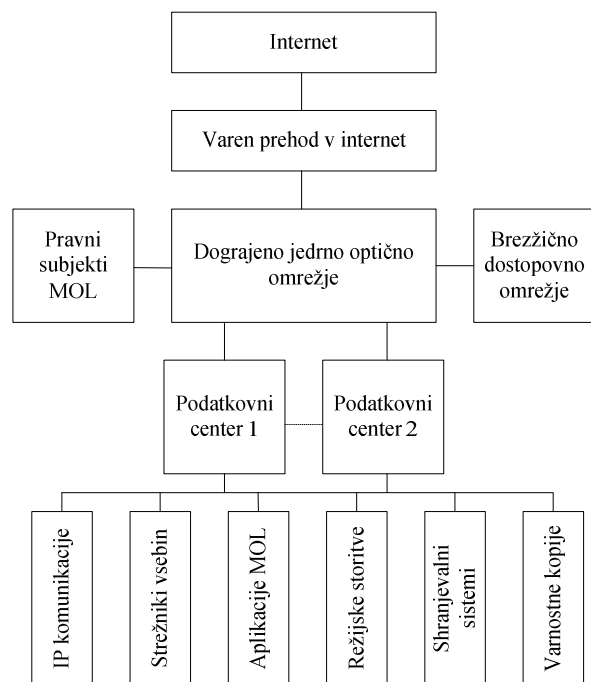 Internet
Varen prehod v internet
Pravni
subjekti
MOL
Dograjeno jedrno optično
omrežje
Brezžično
dostopovno
omrežje
Podatkovni
center 1
Podatkovni
center 2
IP komunikacije
Strežniki vsebin
Aplikacije MOL
Režijske storitve
Shranjevalni
sistemi
Varnostne kopije